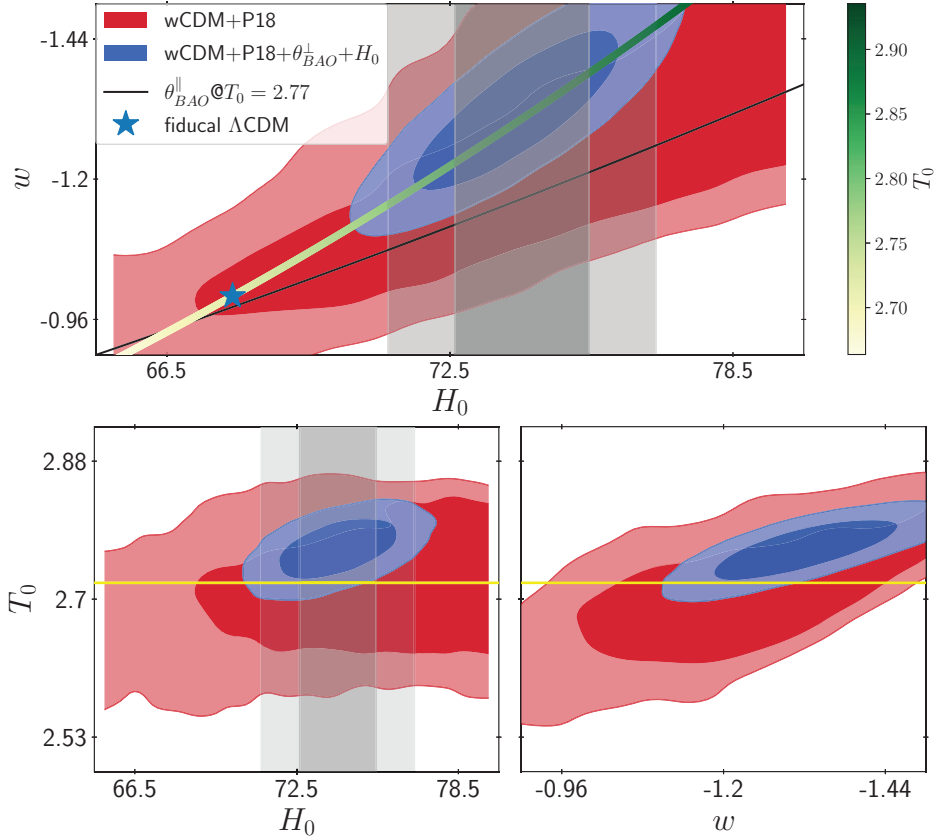 wCDM+P18
wCDM+P18+θ⊥BAO+H0
θ∥BAO@T0 = 2.77
fiducal ΛCDM
-1.44
-1.2
-0.96
w
66.5 72.5 78.5
H0
2.90
2.85
2.80
2.75
2.70
T0
2.88
2.7
2.53
T0
66.5 72.5 78.5
H0
-0.96 -1.2 -1.44
w